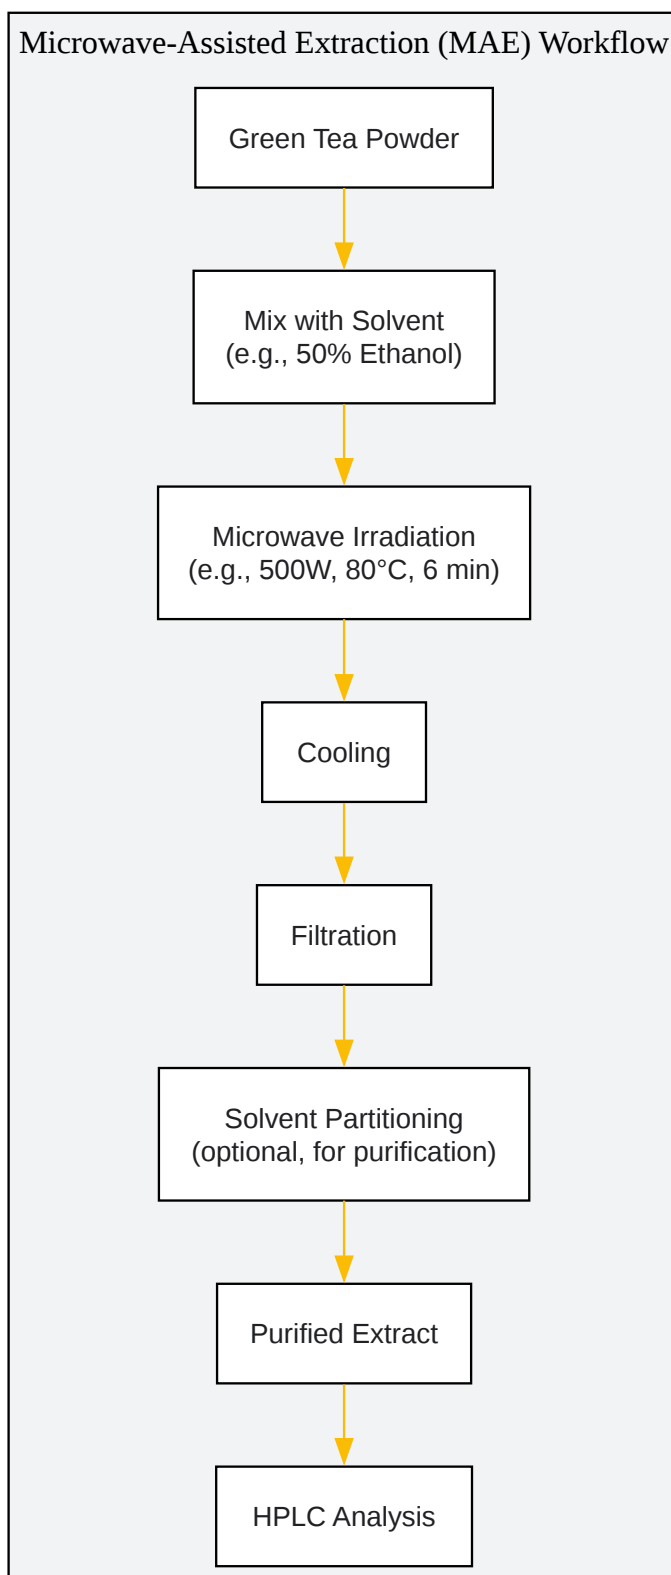 Microwave-Assisted Extraction (MAE) Workflow
Green Tea Powder
Mix with Solvent
(e.g., 50% Ethanol)
Microwave Irradiation
(e.g., 500W, 80°C, 6 min)
Cooling
Filtration
Solvent Partitioning
(optional, for purification)
Purified Extract
HPLC Analysis